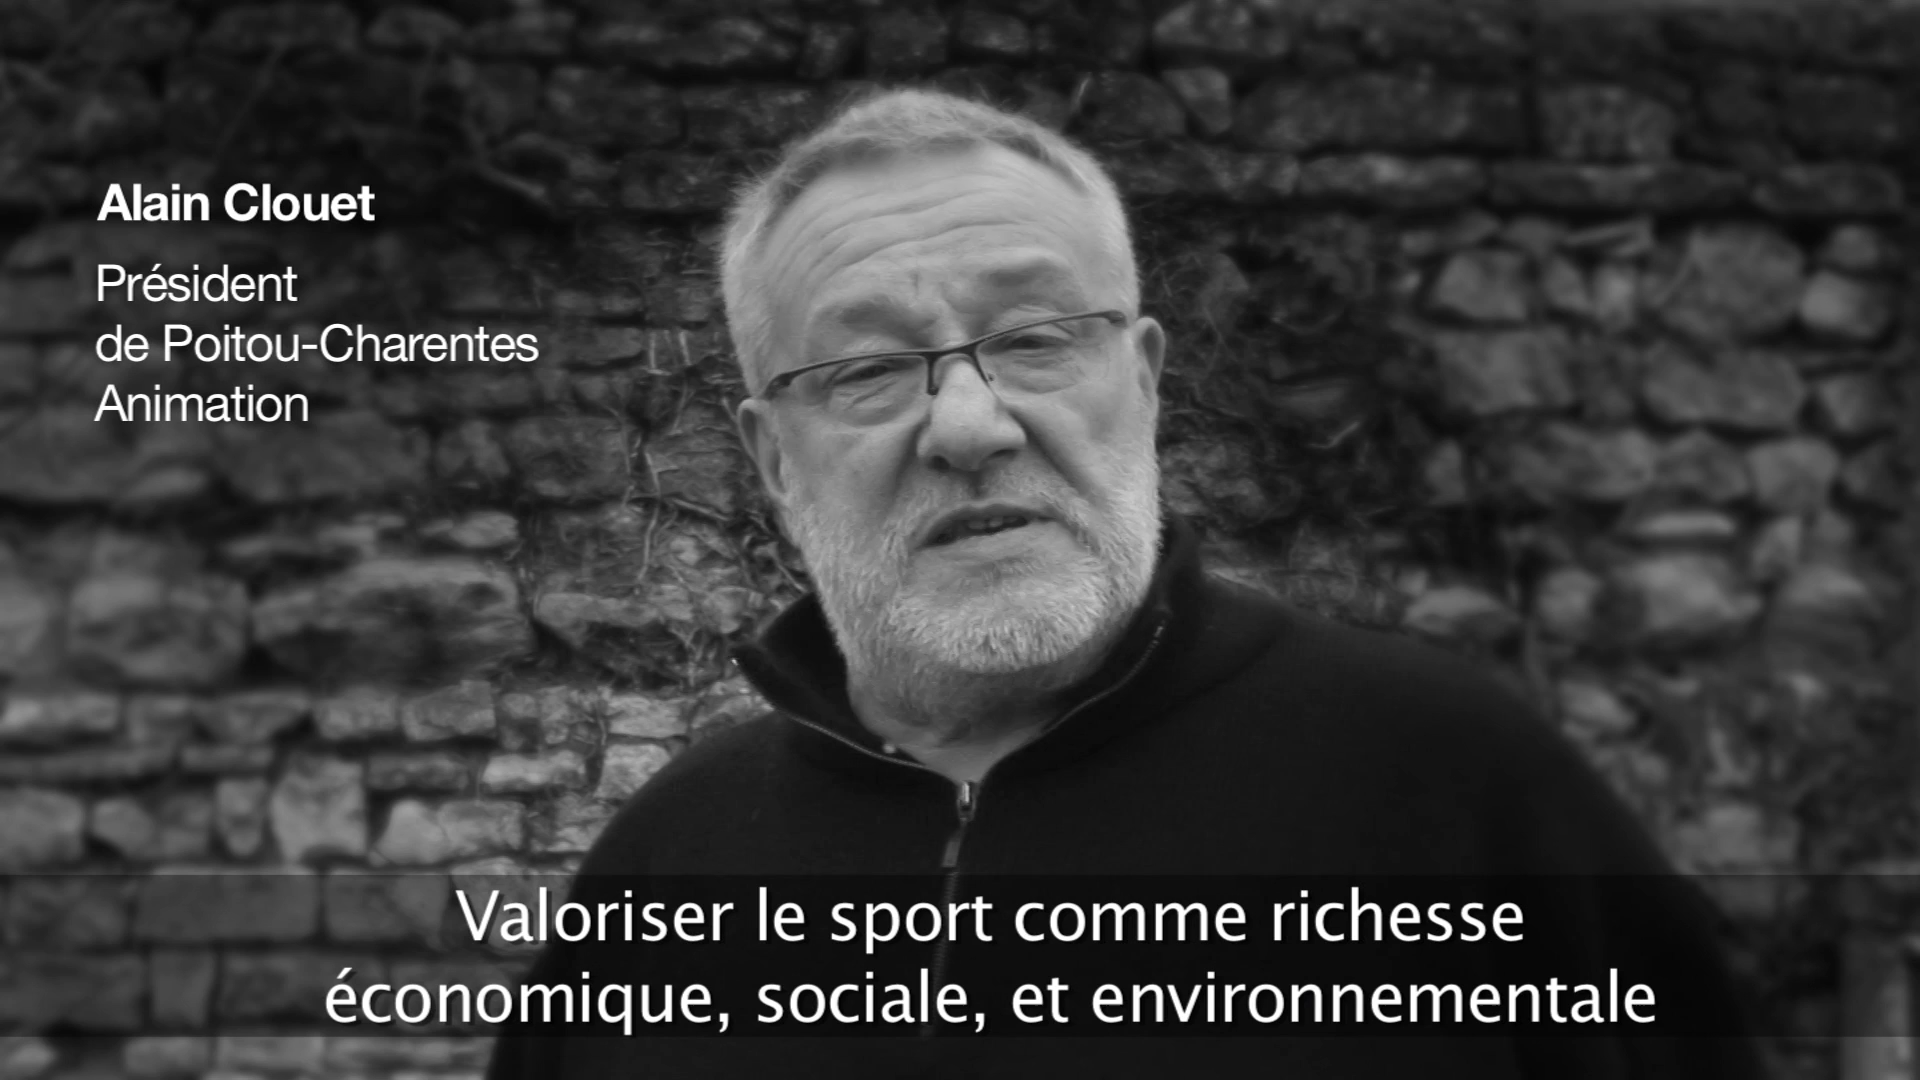 Alain Clouet
Président
de Poitou-Charentes
Animation
Valoriser le sport comme richesse
économique, sociale, et environnementale